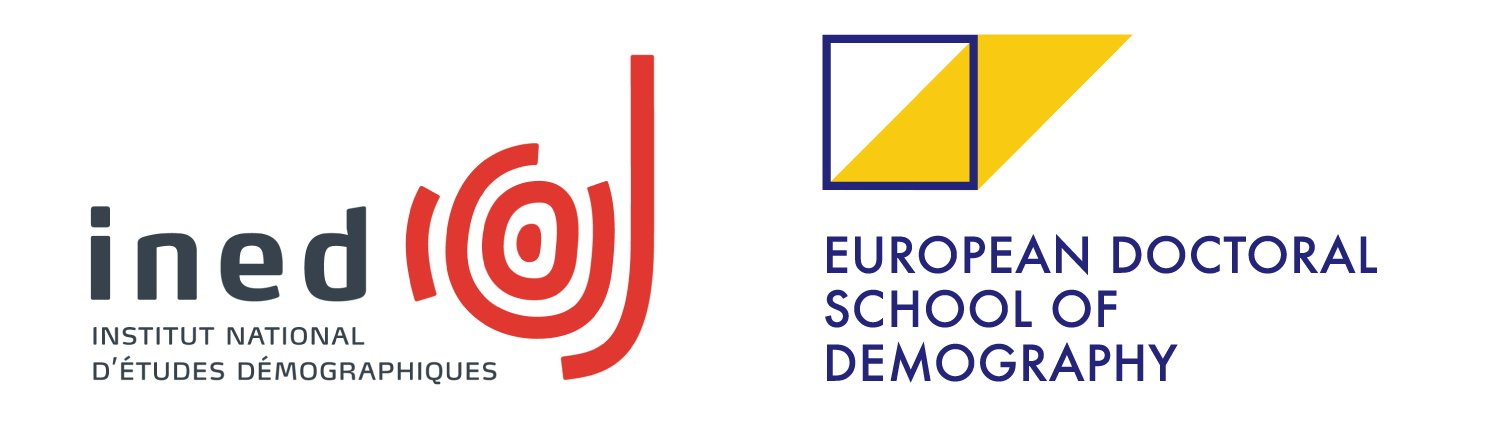 ined
INSTITUT NATIONAL
D'ÉTUDES DÉMOGRAPHIQUES
EUROPEAN DOCTORAL
SCHOOL OF
DEMOGRAPHY